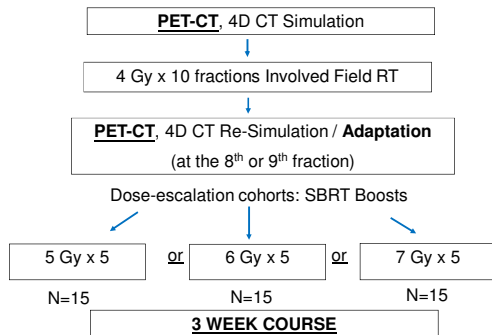 PET-CT, 4D CT Simulation
4 Gy x 10 fractions Involved Field RT
PET-CT, 4D CT Re-Simulation / Adaptation
(at the 8th or 9th fraction)
Dose-escalation cohorts: SBRT Boosts
5 Gy x 5 or 6 Gy x 5 or 7 Gy x 5
N=15 N=15 N=15
3 WEEK COURSE